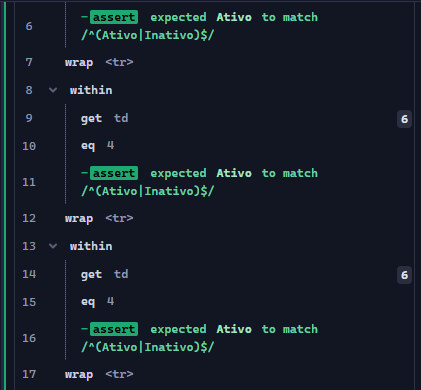 6 -assert expected Ativo to match
/^(Ativo|Inativo)$/
7 wrap <tr>
8 within
9 get td 6
10 eq 4
11 -assert expected Ativo to match
/^(Ativo|Inativo)$/
12 wrap <tr>
13 within
14 get td 6
15 eq 4
16 -assert expected Ativo to match
/^(Ativo|Inativo)$/
17 wrap <tr>